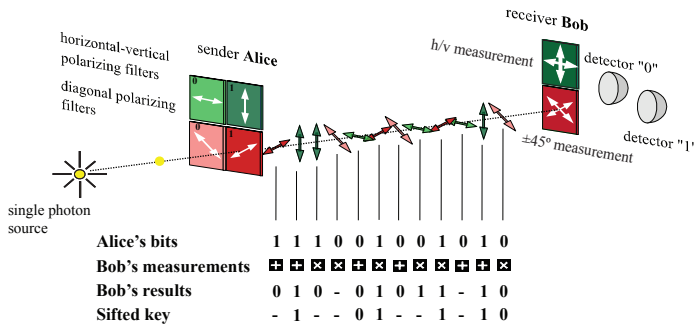 receiver Bob
horizontal-vertical
polarizing filters
sender Alice
h/v measurement
detector "0"
diagonal polarizing
filters
0 1
0 1
detector "1'
±45º measurement
single photon
source
Alice's bits 1 1 1 0 0 1 0 0 1 0 1 0
Bob's measurements + + × × + × + × × + + ×
Bob's results 0 1 0 - 0 1 0 1 1 - 1 0
Sifted key - 1 - - 0 1 - - 1 - 1 0